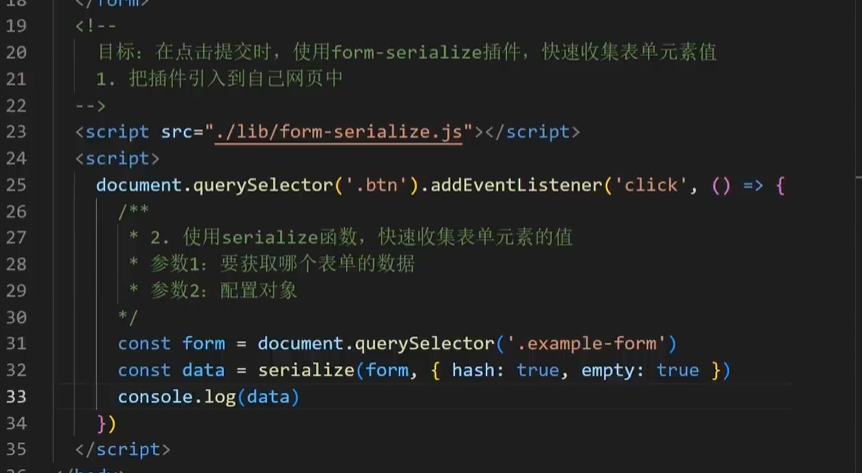 18 </form>
19 <!--
20 目标：在点击提交时，使用form-serialize插件，快速收集表单元素值
21 1. 把插件引入到自己网页中
22 -->
23 <script src="./lib/form-serialize.js"></script>
24 <script>
25 document.querySelector('.btn').addEventListener('click', () => {
26 /**
27 * 2. 使用serialize函数，快速收集表单元素的值
28 * 参数1：要获取哪个表单的数据
29 * 参数2：配置对象
30 */
31 const form = document.querySelector('.example-form')
32 const data = serialize(form, { hash: true, empty: true })
33 console.log(data)
34 })
35 </script>
36 </body>